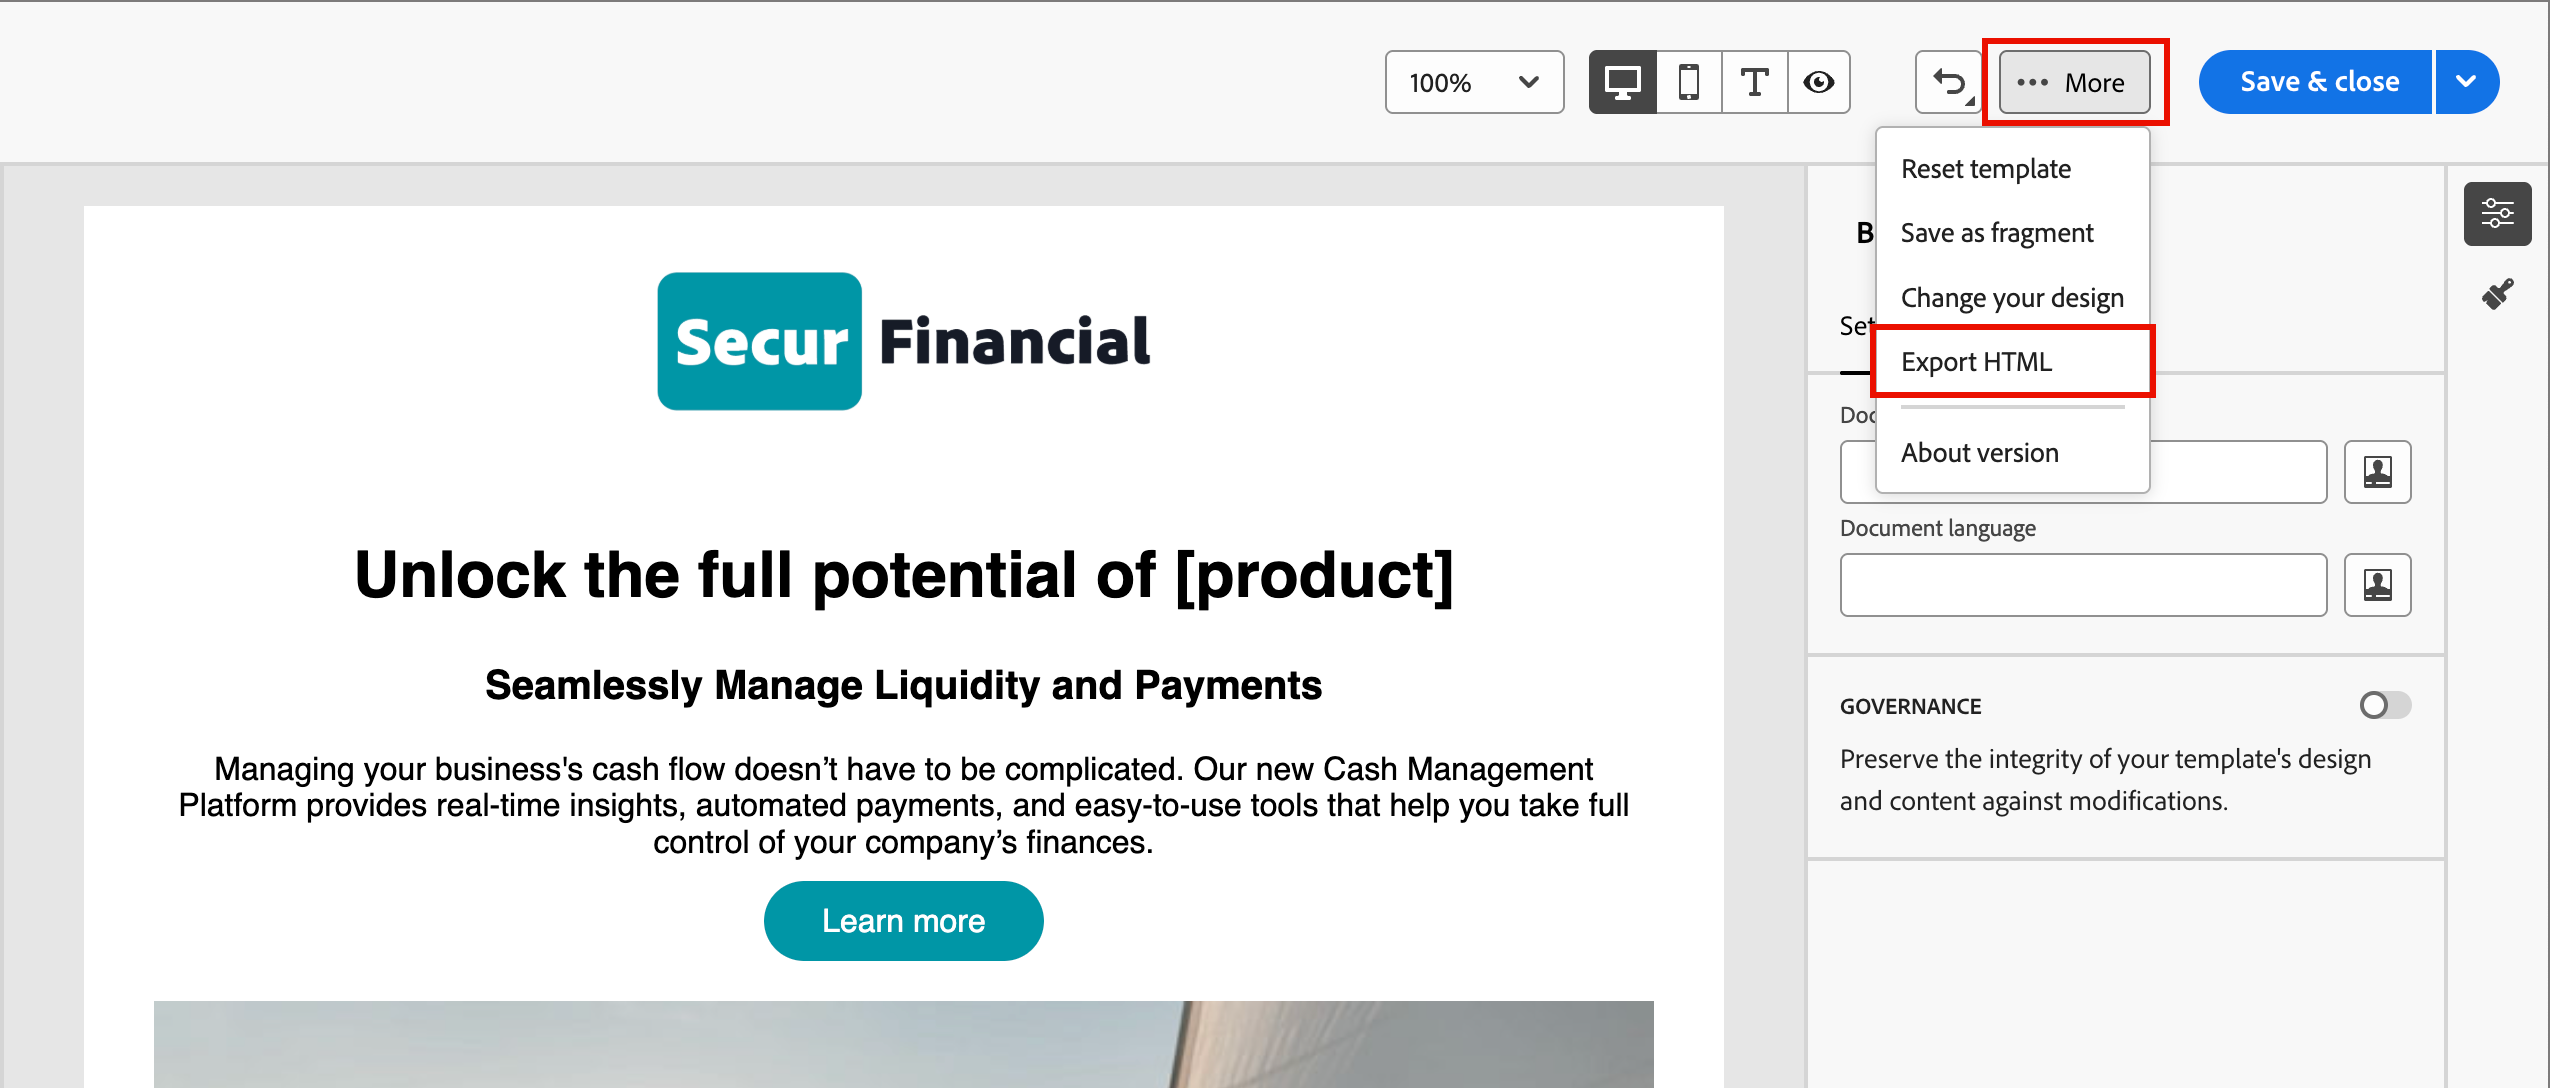 100%
More
Save & close
Reset template
Save as fragment
Change your design
Export HTML
About version
Secur Financial
Unlock the full potential of [product]
Seamlessly Manage Liquidity and Payments
Managing your business's cash flow doesn’t have to be complicated. Our new Cash Management
Platform provides real-time insights, automated payments, and easy-to-use tools that help you take full
control of your company’s finances.
Learn more
B
Set
Doc
Document language
GOVERNANCE
Preserve the integrity of your template's design
and content against modifications.